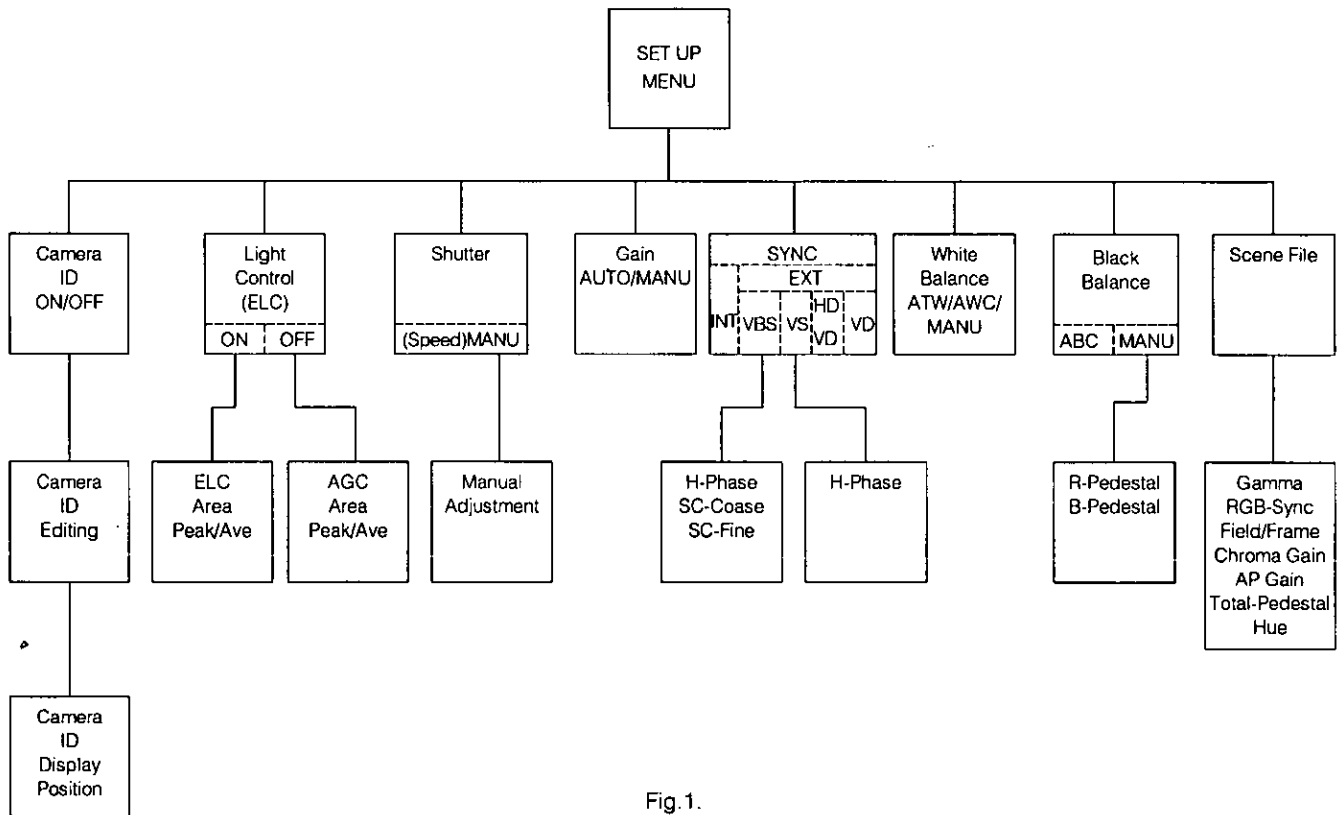 SET UP
MENU
Camera
ID
ON/OFF
Light
Control
(ELC)
ON OFF
Shutter
(Speed) MANU
Gain
AUTO/MANU
SYNC
EXT
INT VBS VS HD VD VD
White
Balance
ATW/AWC/
MANU
Black
Balance
ABC MANU
Scene File
Camera
ID
Editing
ELC
Area
Peak/Ave
AGC
Area
Peak/Ave
Manual
Adjustment
H-Phase
SC-Coase
SC-Fine
H-Phase
R-Pedestal
B-Pedestal
Gamma
RGB-Sync
Field/Frame
Chroma Gain
AP Gain
Total-Pedestal
Hue
Camera
ID
Display
Position
Fig.1.